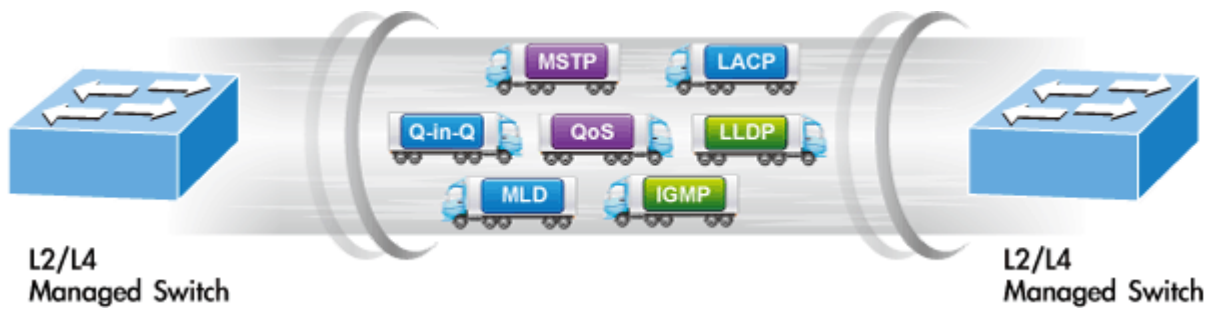 MSTP
LACP
Q-in-Q
QoS
LLDP
MLD
IGMP
L2/L4
Managed Switch
L2/L4
Managed Switch